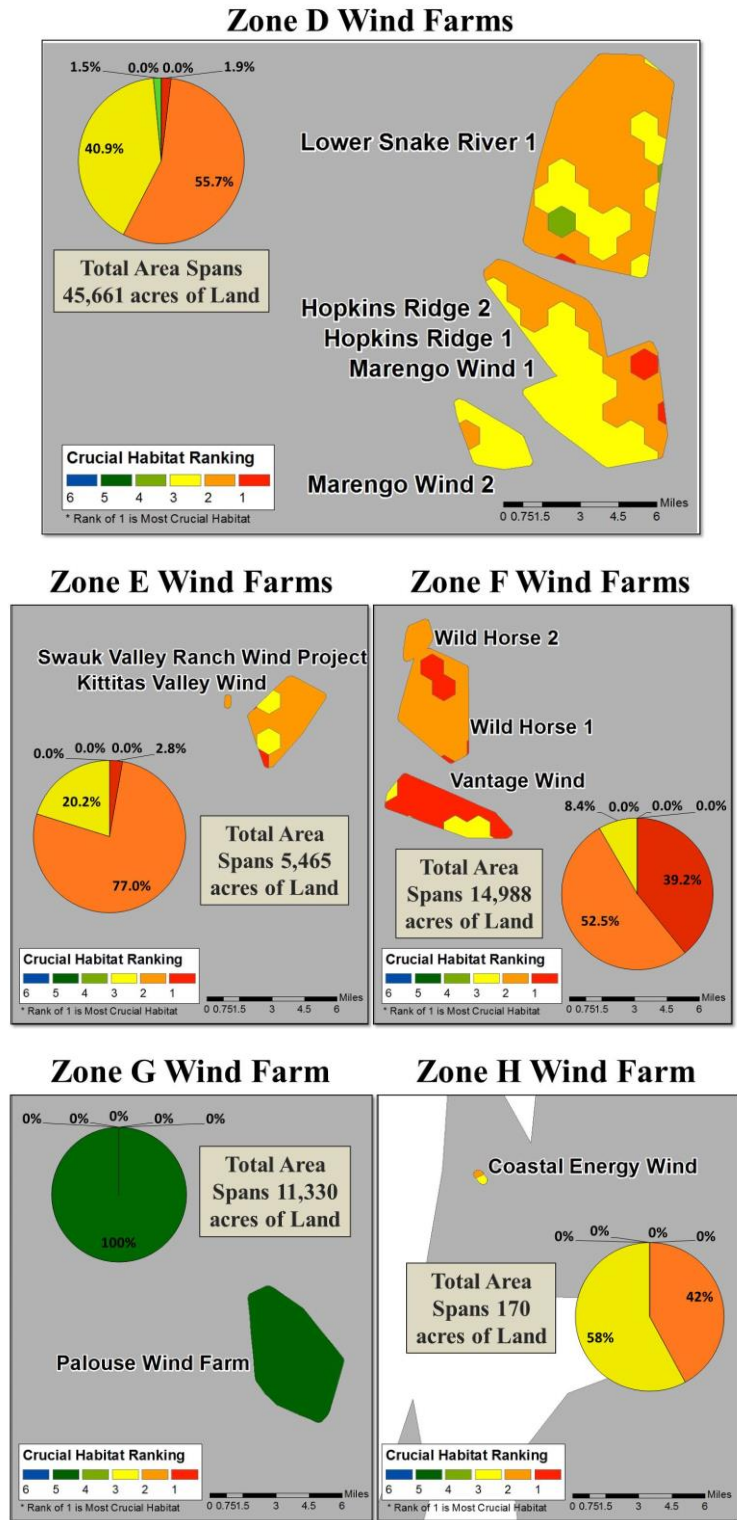 Zone D Wind Farms
1.5%
0.0%
0.0%
1.9%
40.9%
55.7%
Total Area Spans
45,661 acres of Land
Lower Snake River 1
Hopkins Ridge 2
Hopkins Ridge 1
Marengo Wind 1
Marengo Wind 2
Crucial Habitat Ranking
6 5 4 3 2 1
* Rank of 1 is Most Crucial Habitat
Miles
0 0.75 1.5 3 4.5 6
Zone E Wind Farms
Swauk Valley Ranch Wind Project
Kittitas Valley Wind
0.0%
0.0%
0.0%
2.8%
20.2%
77.0%
Total Area
Spans 5,465
acres of Land
Crucial Habitat Ranking
6 5 4 3 2 1
* Rank of 1 is Most Crucial Habitat
Miles
0 0.75 1.5 3 4.5 6
Zone F Wind Farms
Wild Horse 2
Wild Horse 1
Vantage Wind
8.4%
0.0%
0.0%
0.0%
39.2%
52.5%
Total Area
Spans 14,988
acres of Land
Crucial Habitat Ranking
6 5 4 3 2 1
* Rank of 1 is Most Crucial Habitat
Miles
0 0.75 1.5 3 4.5 6
Zone G Wind Farm
0%
0%
0%
0%
0%
100%
Total Area
Spans 11,330
acres of Land
Palouse Wind Farm
Crucial Habitat Ranking
6 5 4 3 2 1
* Rank of 1 is Most Crucial Habitat
Miles
0 0.75 1.5 3 4.5 6
Zone H Wind Farm
Coastal Energy Wind
0%
0%
0%
0%
42%
58%
Total Area
Spans 170
acres of Land
Crucial Habitat Ranking
6 5 4 3 2 1
* Rank of 1 is Most Crucial Habitat
Miles
0 0.75 1.5 3 4.5 6